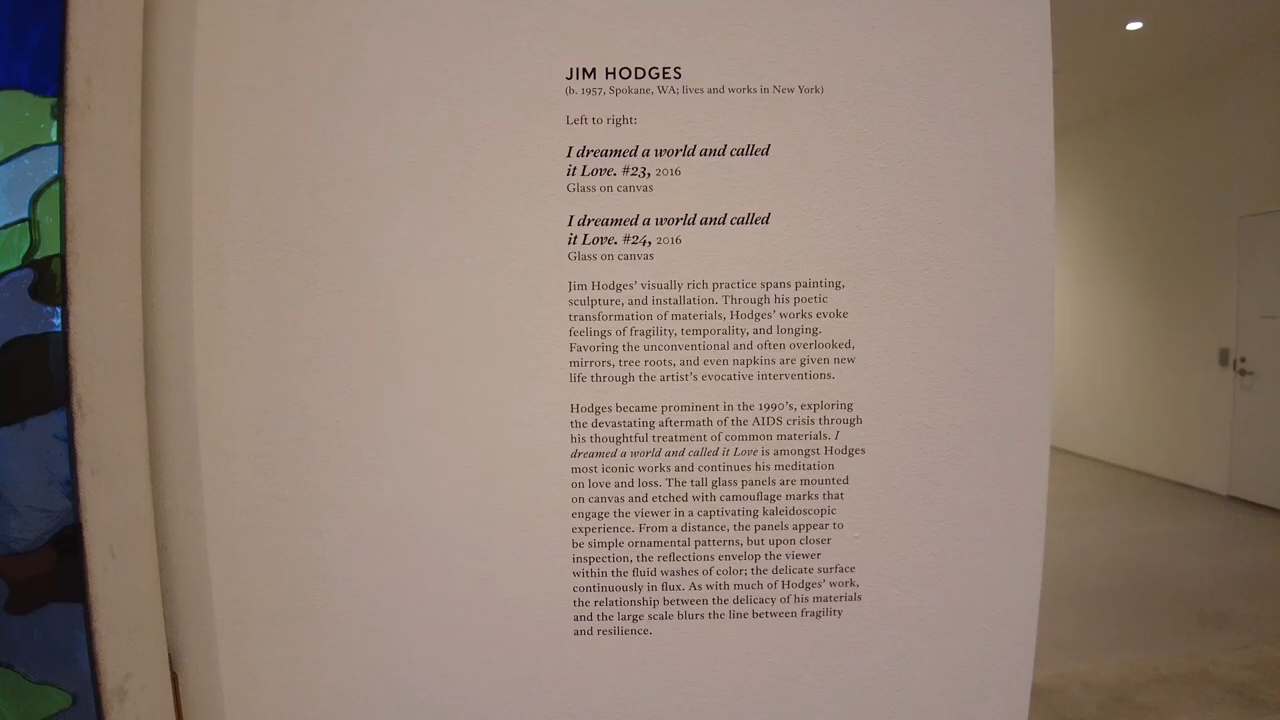 JIM HODGES
(b. 1957, Spokane, WA; lives and works in New York)
Left to right:
I dreamed a world and called
it Love. #23, 2016
Glass on canvas
I dreamed a world and called
it Love. #24, 2016
Glass on canvas
Jim Hodges' visually rich practice spans painting,
sculpture, and installation. Through his poetic
transformation of materials, Hodges' works evoke
feelings of fragility, temporality, and longing.
Favoring the unconventional and often overlooked,
mirrors, tree roots, and even napkins are given new
life through the artist's evocative interventions.
Hodges became prominent in the 1990's, exploring
the devastating aftermath of the AIDS crisis through
his thoughtful treatment of common materials. I
dreamed a world and called it Love is amongst Hodges
most iconic works and continues his meditation
on love and loss. The tall glass panels are mounted
on canvas and etched with camouflage marks that
engage the viewer in a captivating kaleidoscopic
experience. From a distance, the panels appear to
be simple ornamental patterns, but upon closer
inspection, the reflections envelop the viewer
within the fluid washes of color; the delicate surface
continuously in flux. As with much of Hodges' work,
the relationship between the delicacy of his materials
and the large scale blurs the line between fragility
and resilience.